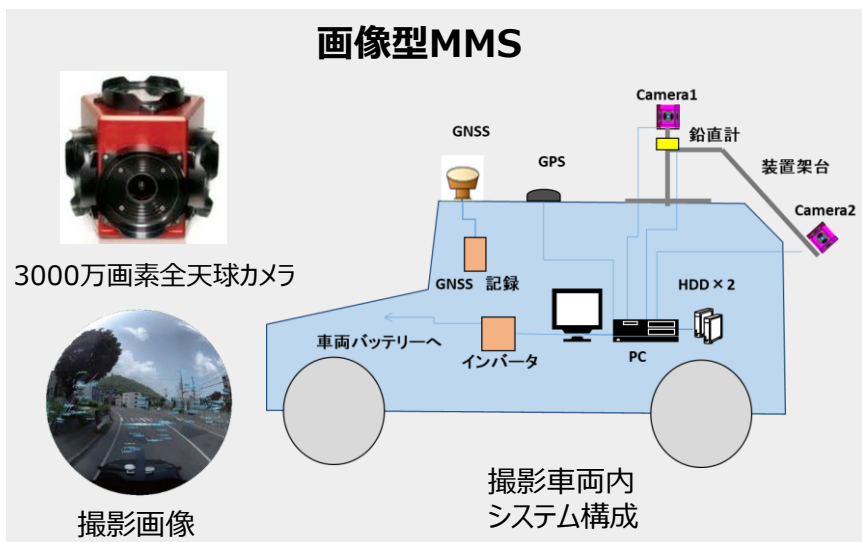 画像型MMS
3000万画素全天球カメラ
撮影画像
Camera1
GNSS
鉛直計
GPS
装置架台
Camera2
GNSS 記録
HDD×2
車両バッテリーへ
インバータ
PC
撮影車両内
システム構成